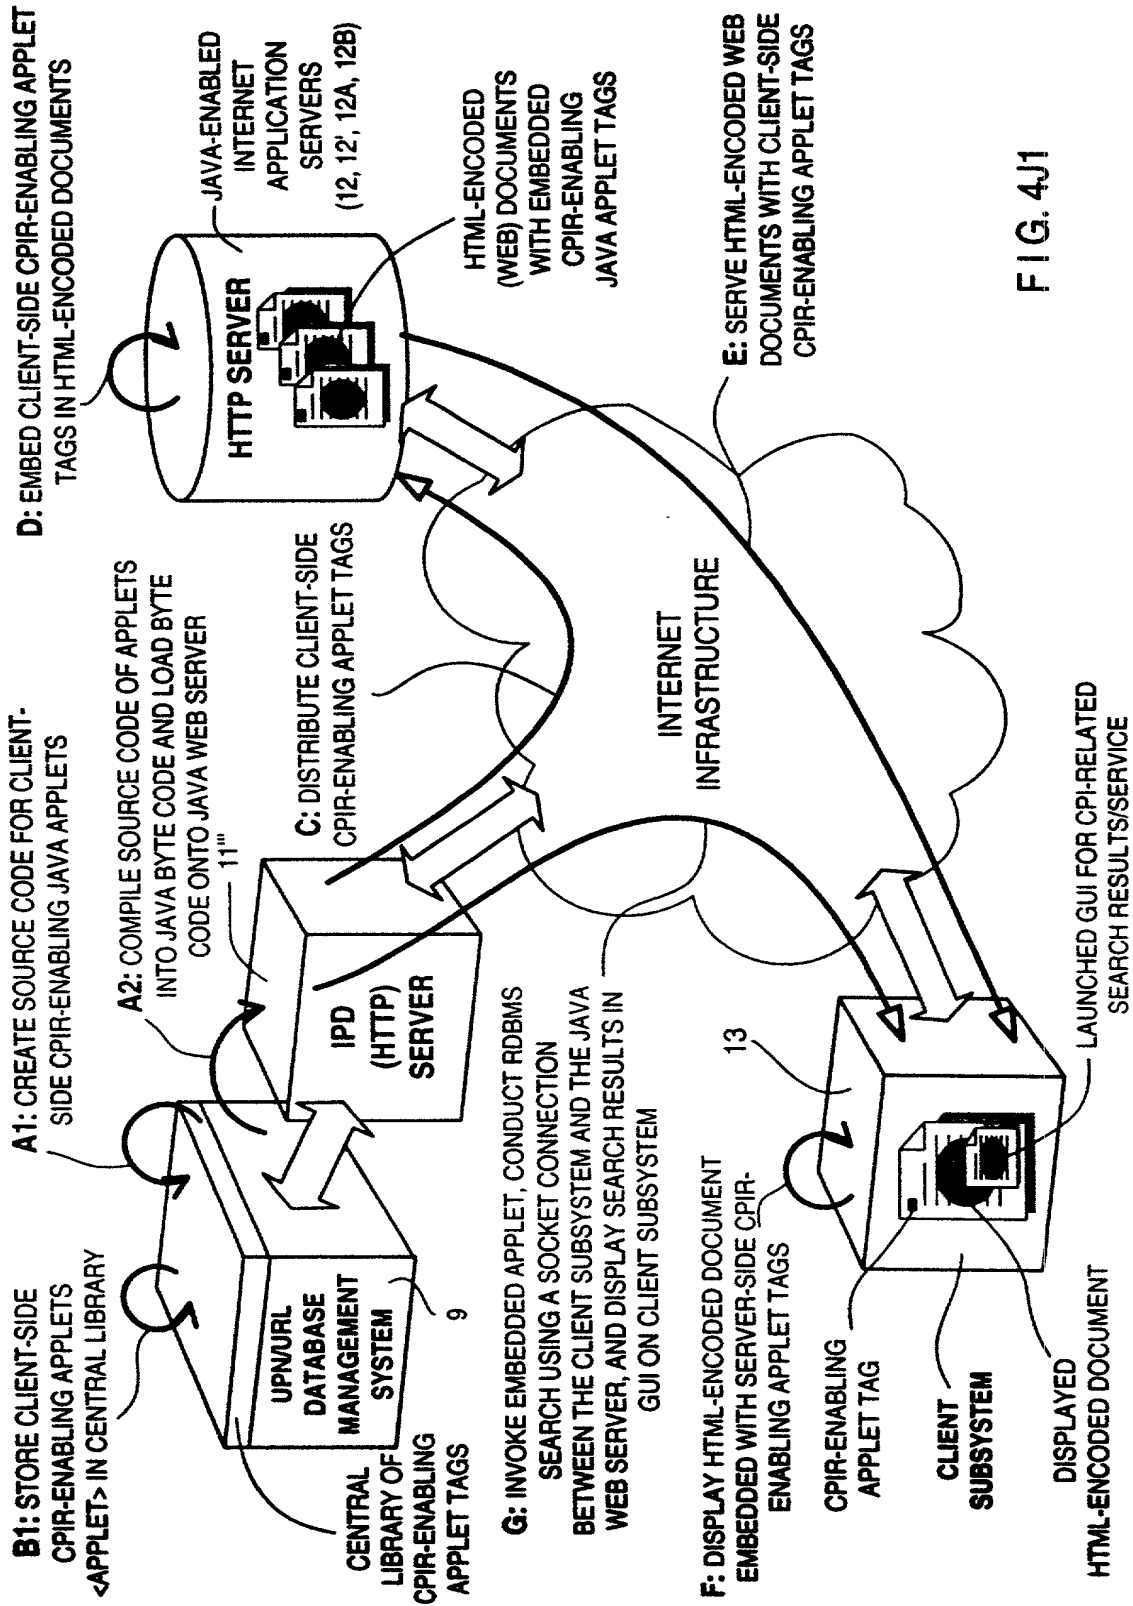 B1: STORE CLIENT-SIDE
CPIR-ENABLING APPLETS
<APPLET> IN CENTRAL LIBRARY
A1: CREATE SOURCE CODE FOR CLIENT-
SIDE CPIR-ENABLING JAVA APPLETS
A2: COMPILE SOURCE CODE OF APPLETS
INTO JAVA BYTE CODE AND LOAD BYTE
CODE ONTO JAVA WEB SERVER
11"'
D: EMBED CLIENT-SIDE CPIR-ENABLING APPLET
TAGS IN HTML-ENCODED DOCUMENTS
JAVA-ENABLED
INTERNET
APPLICATION
SERVERS
(12, 12', 12A, 12B)
HTTP SERVER
HTML-ENCODED
(WEB) DOCUMENTS
WITH EMBEDDED
CPIR-ENABLING
JAVA APPLET TAGS
UPN/URL
DATABASE
MANAGEMENT
SYSTEM
9
CENTRAL
LIBRARY OF
CPIR-ENABLING
APPLET TAGS
IPD
(HTTP)
SERVER
C: DISTRIBUTE CLIENT-SIDE
CPIR-ENABLING APPLET TAGS
G: INVOKE EMBEDDED APPLET, CONDUCT RDBMS
SEARCH USING A SOCKET CONNECTION
BETWEEN THE CLIENT SUBSYSTEM AND THE JAVA
WEB SERVER, AND DISPLAY SEARCH RESULTS IN
GUI ON CLIENT SUBSYSTEM
INTERNET
INFRASTRUCTURE
E: SERVE HTML-ENCODED WEB
DOCUMENTS WITH CLIENT-SIDE
CPIR-ENABLING APPLET TAGS
F: DISPLAY HTML-ENCODED DOCUMENT
EMBEDDED WITH SERVER-SIDE CPIR-
ENABLING APPLET TAGS
13
CPIR-ENABLING
APPLET TAG
CLIENT
SUBSYSTEM
DISPLAYED
HTML-ENCODED DOCUMENT
LAUNCHED GUI FOR CPI-RELATED
SEARCH RESULTS/SERVICE
FIG. 4J1